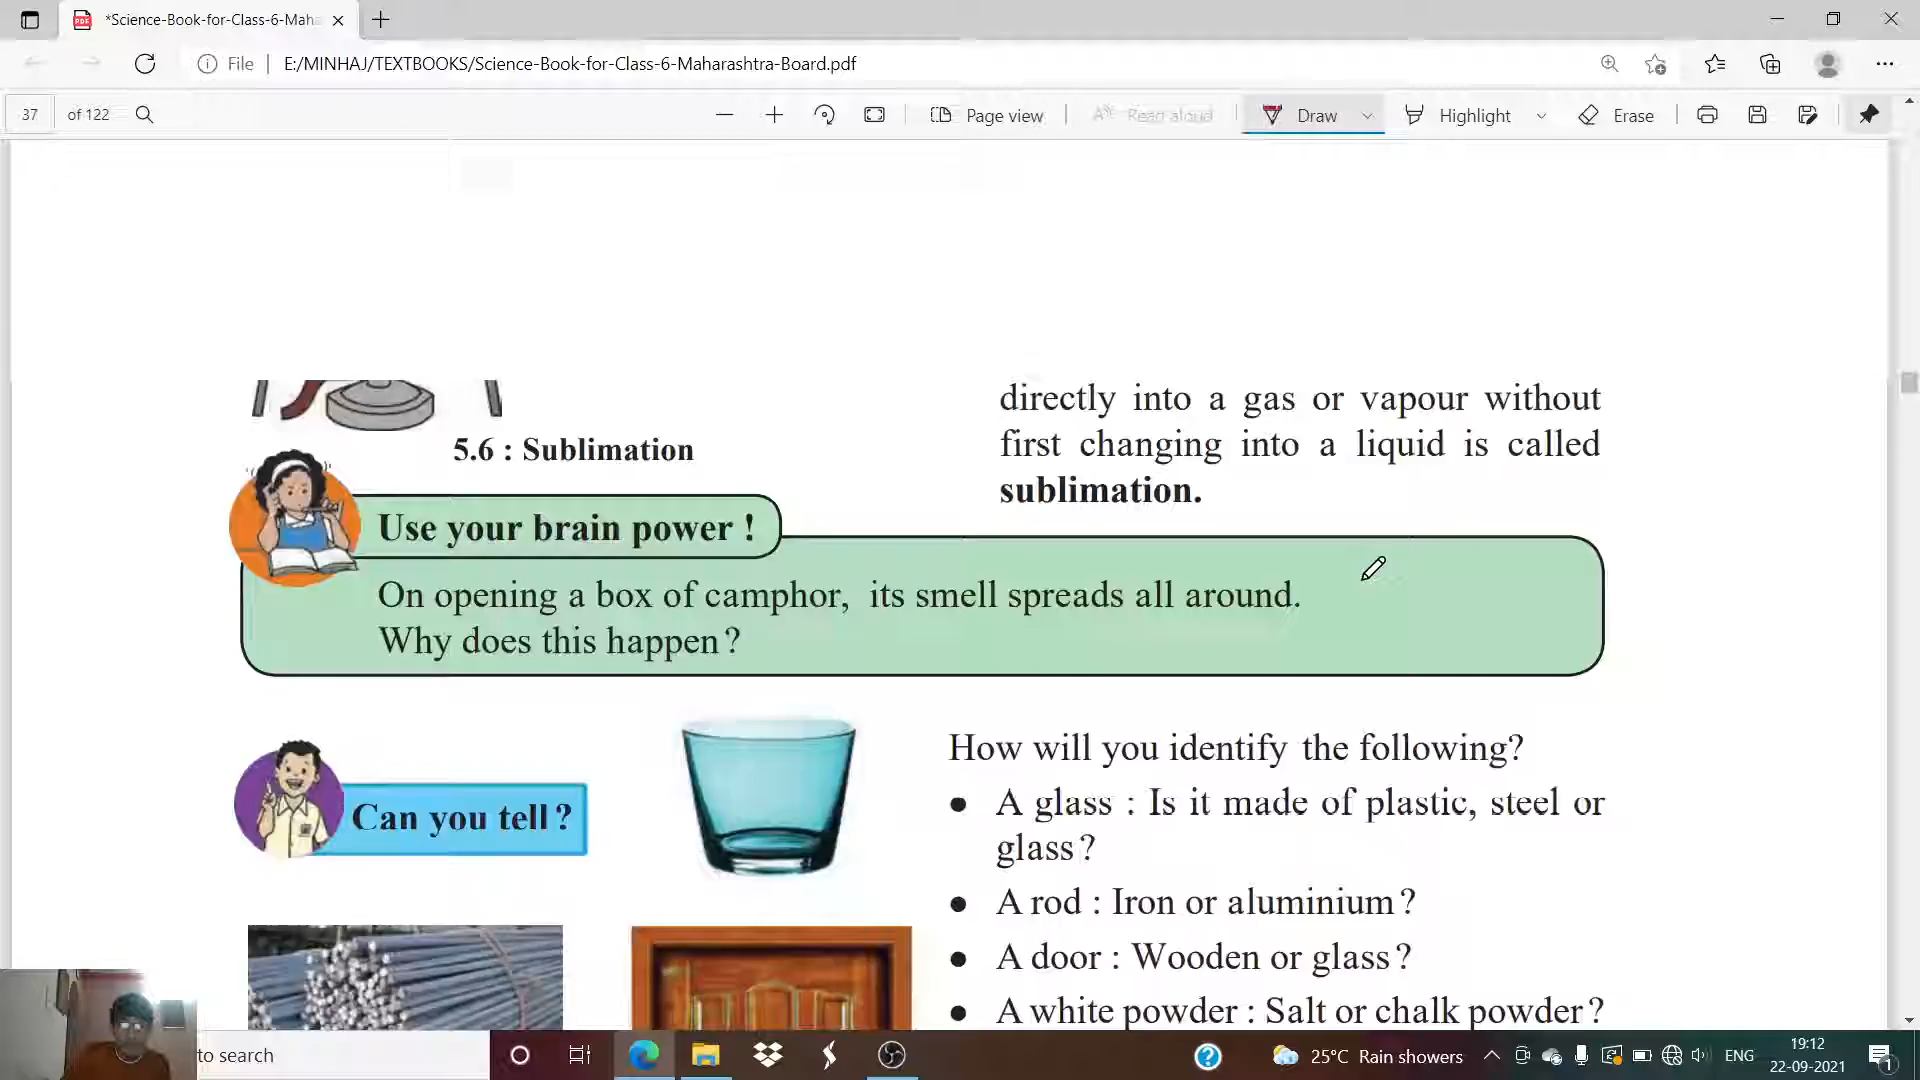 *Science-Book-for-Class-6-Maha
File
E:/MINHAJ/TEXTBOOKS/Science-Book-for-Class-6-Maharashtra-Board.pdf
37 of 122
Page view
Read aloud
Draw
Highlight
Erase
5.6 : Sublimation
directly into a gas or vapour without
first changing into a liquid is called
sublimation.
Use your brain power !
On opening a box of camphor, its smell spreads all around.
Why does this happen?
Can you tell?
How will you identify the following?
● A glass : Is it made of plastic, steel or
glass?
● A rod : Iron or aluminium?
● A door : Wooden or glass?
● A white powder : Salt or chalk powder?
to search
25°C Rain showers
ENG
19:12
22-09-2021
1